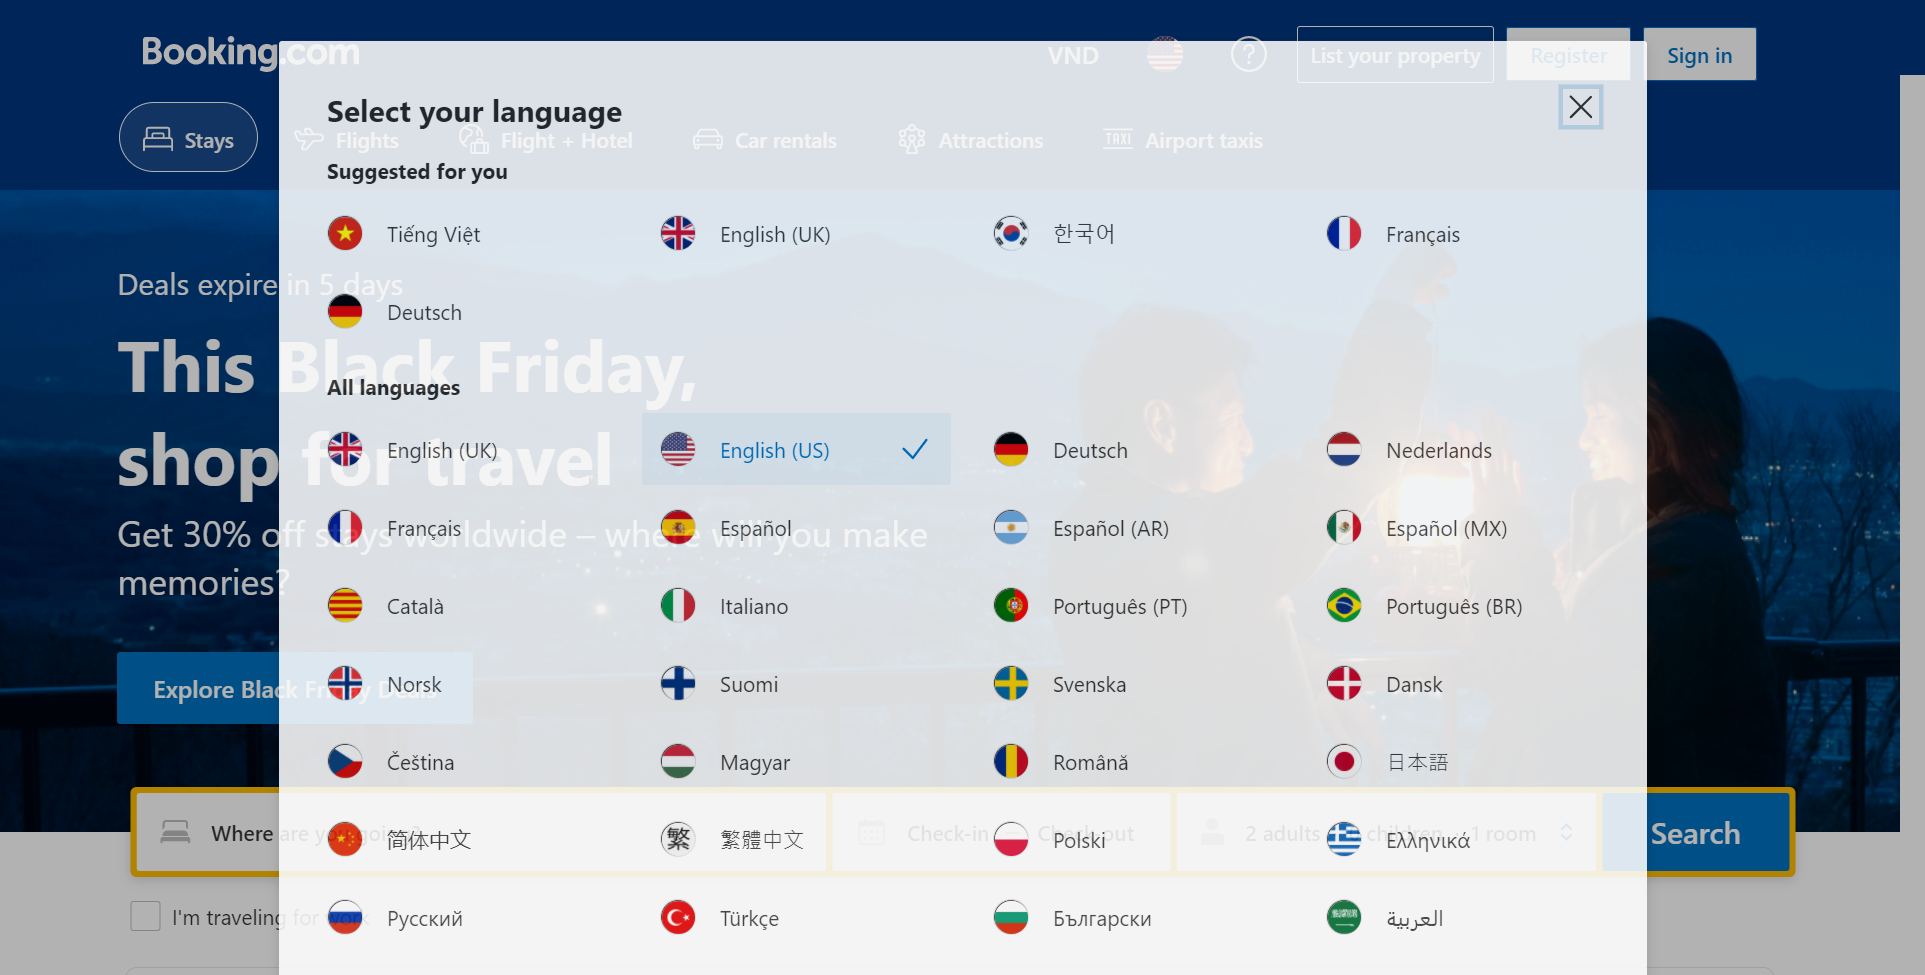 Booking.com
VND
List your property
Register
Sign in
Stays
Flights
Flight + Hotel
Car rentals
Attractions
TAXI Airport taxis
Select your language
Suggested for you
Tiếng Việt
English (UK)
한국어
Français
Deutsch
Deals expire in 5 days
This Black Friday,
shop for travel
Get 30% off stays worldwide – where will you make
memories?
Explore Black Friday Deals
All languages
English (UK)
English (US)
Deutsch
Nederlands
Français
Español
Español (AR)
Español (MX)
Català
Italiano
Português (PT)
Português (BR)
Norsk
Suomi
Svenska
Dansk
Čeština
Magyar
Română
日本語
简体中文
繁 繁體中文
Polski
Ελληνικά
Русский
Türkçe
Български
العربية
Where are you going?
Check-in — Check-out
2 adults · children · 1 room
Search
I'm traveling for work